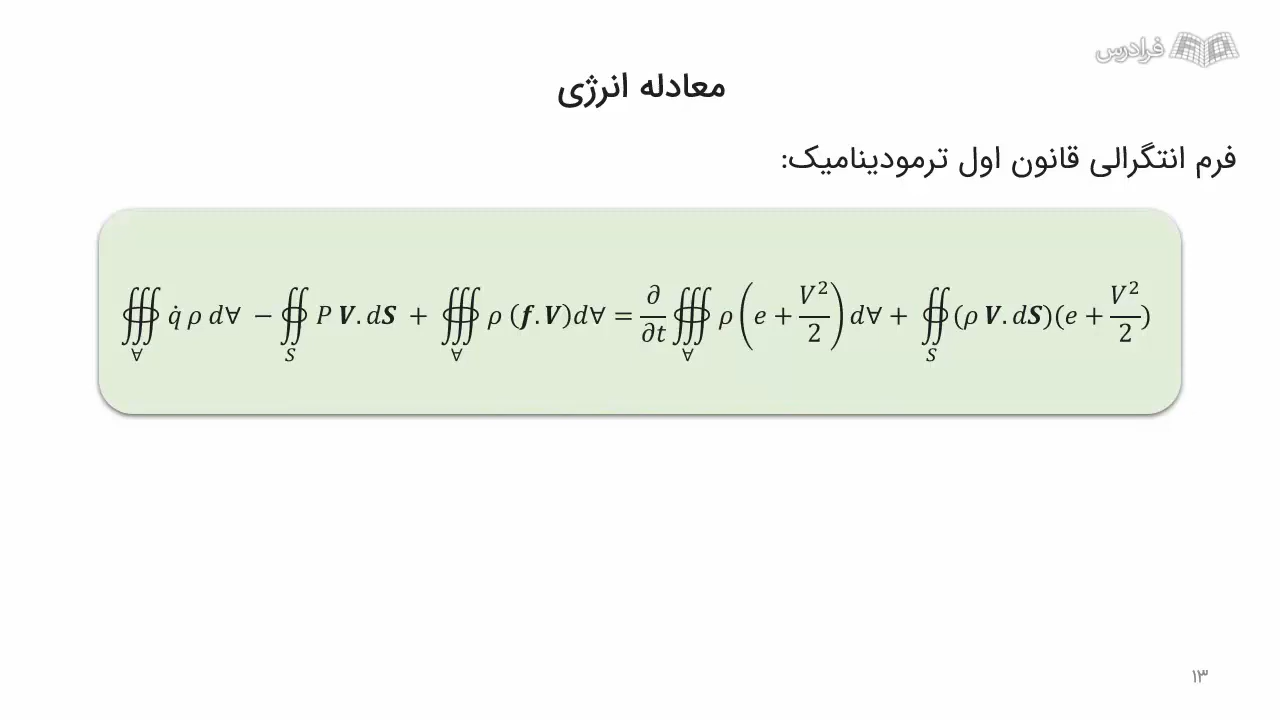 فرادرس
معادله انرژی
فرم انتگرالی قانون اول ترمودینامیک:
∰_∀ q̇ ρ d∀ − ∯_S P V.dS + ∰_∀ ρ (f.V)d∀ = ∂/∂t ∰_∀ ρ (e + V²/2) d∀ + ∯_S (ρ V.dS)(e + V²/2)
۱۳